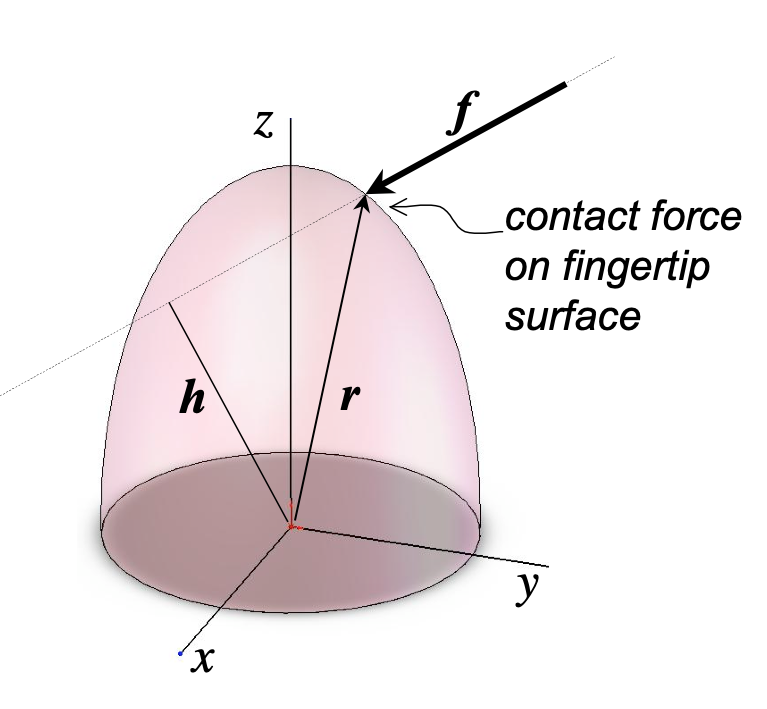 z
f
contact force
on fingertip
surface
h
r
y
x